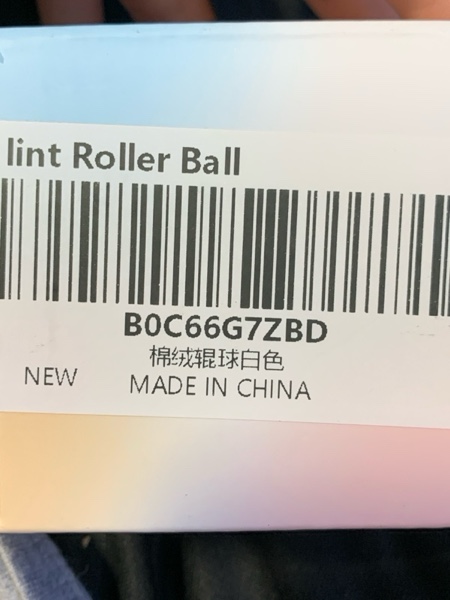 lint Roller Ball
B0C66G7ZBD
棉绒辊球白色
NEW
MADE IN CHINA